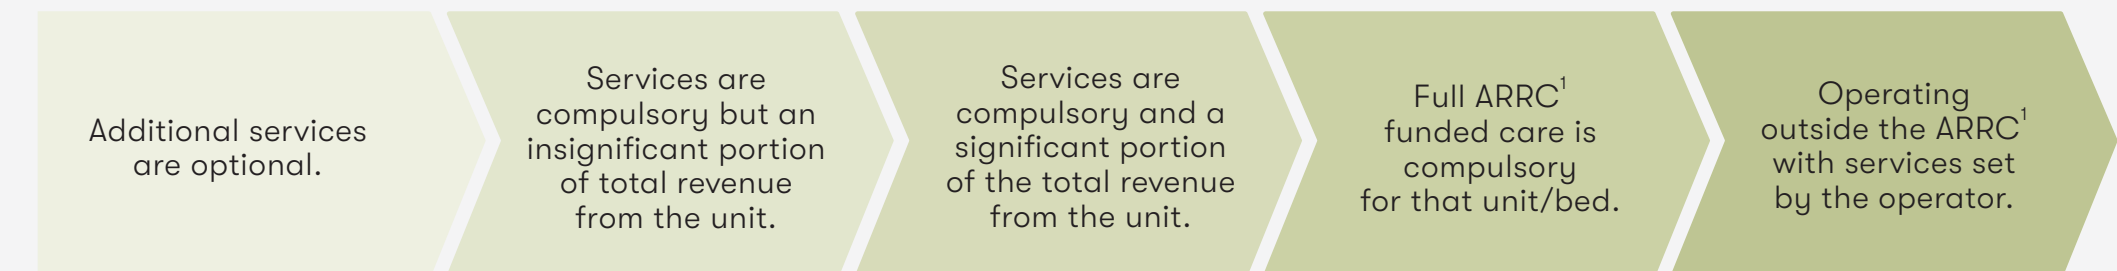 Additional services
are optional.
Services are
compulsory but an
insignificant portion
of total revenue
from the unit.
Services are
compulsory and a
significant portion
of the total revenue
from the unit.
Full ARRC¹
funded care is
compulsory
for that unit/bed.
Operating
outside the ARRC¹
with services set
by the operator.